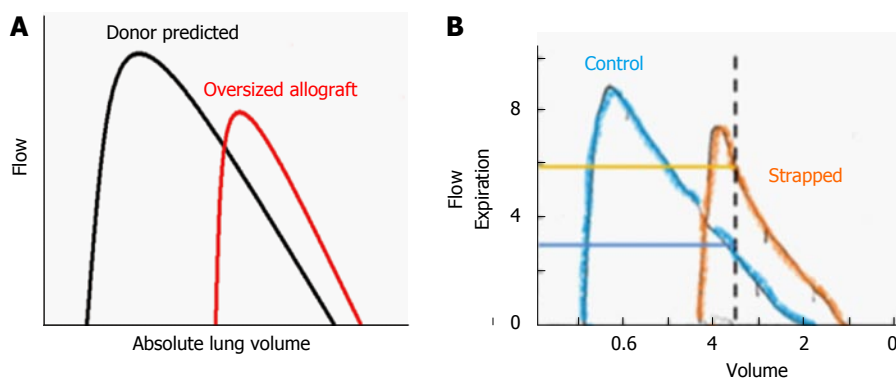 A
Donor predicted
Oversized allograft
Flow
Absolute lung volume
B
Control
Strapped
8
4
0
Flow
Expiration
0.6
4
2
0
Volume